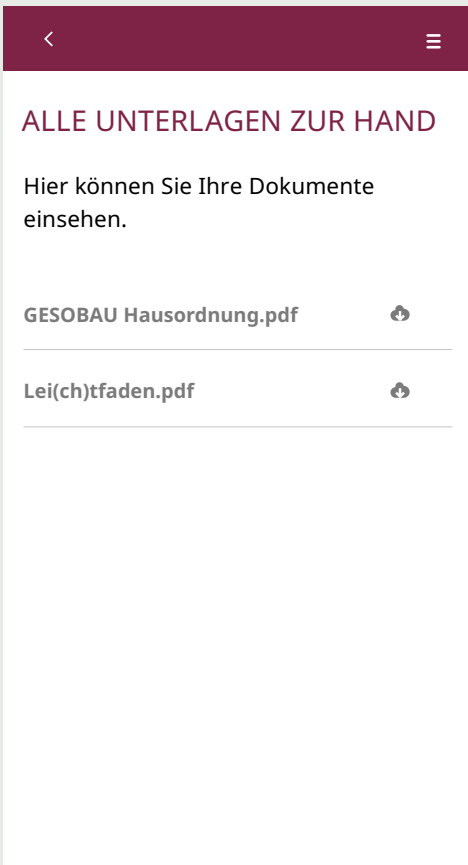 ALLE UNTERLAGEN ZUR HAND
Hier können Sie Ihre Dokumente
einsehen.
GESOBAU Hausordnung.pdf
Lei(ch)tfaden.pdf